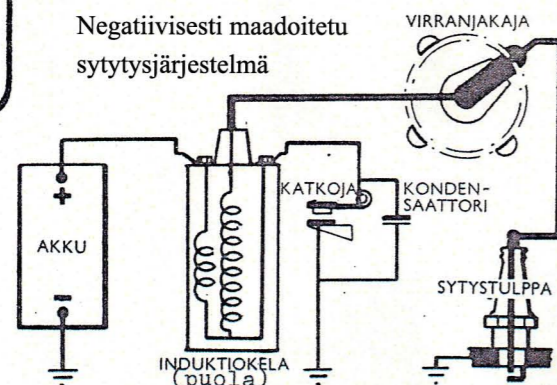 Negatiivisesti maadoitetu
sytytysjärjestelmä
VIRRANJAKAJA
KATKOJA
KONDEN-
SAATTORI
+
AKKU
-
SYTYSTULPPA
INDUKTIOKELA
(puola)